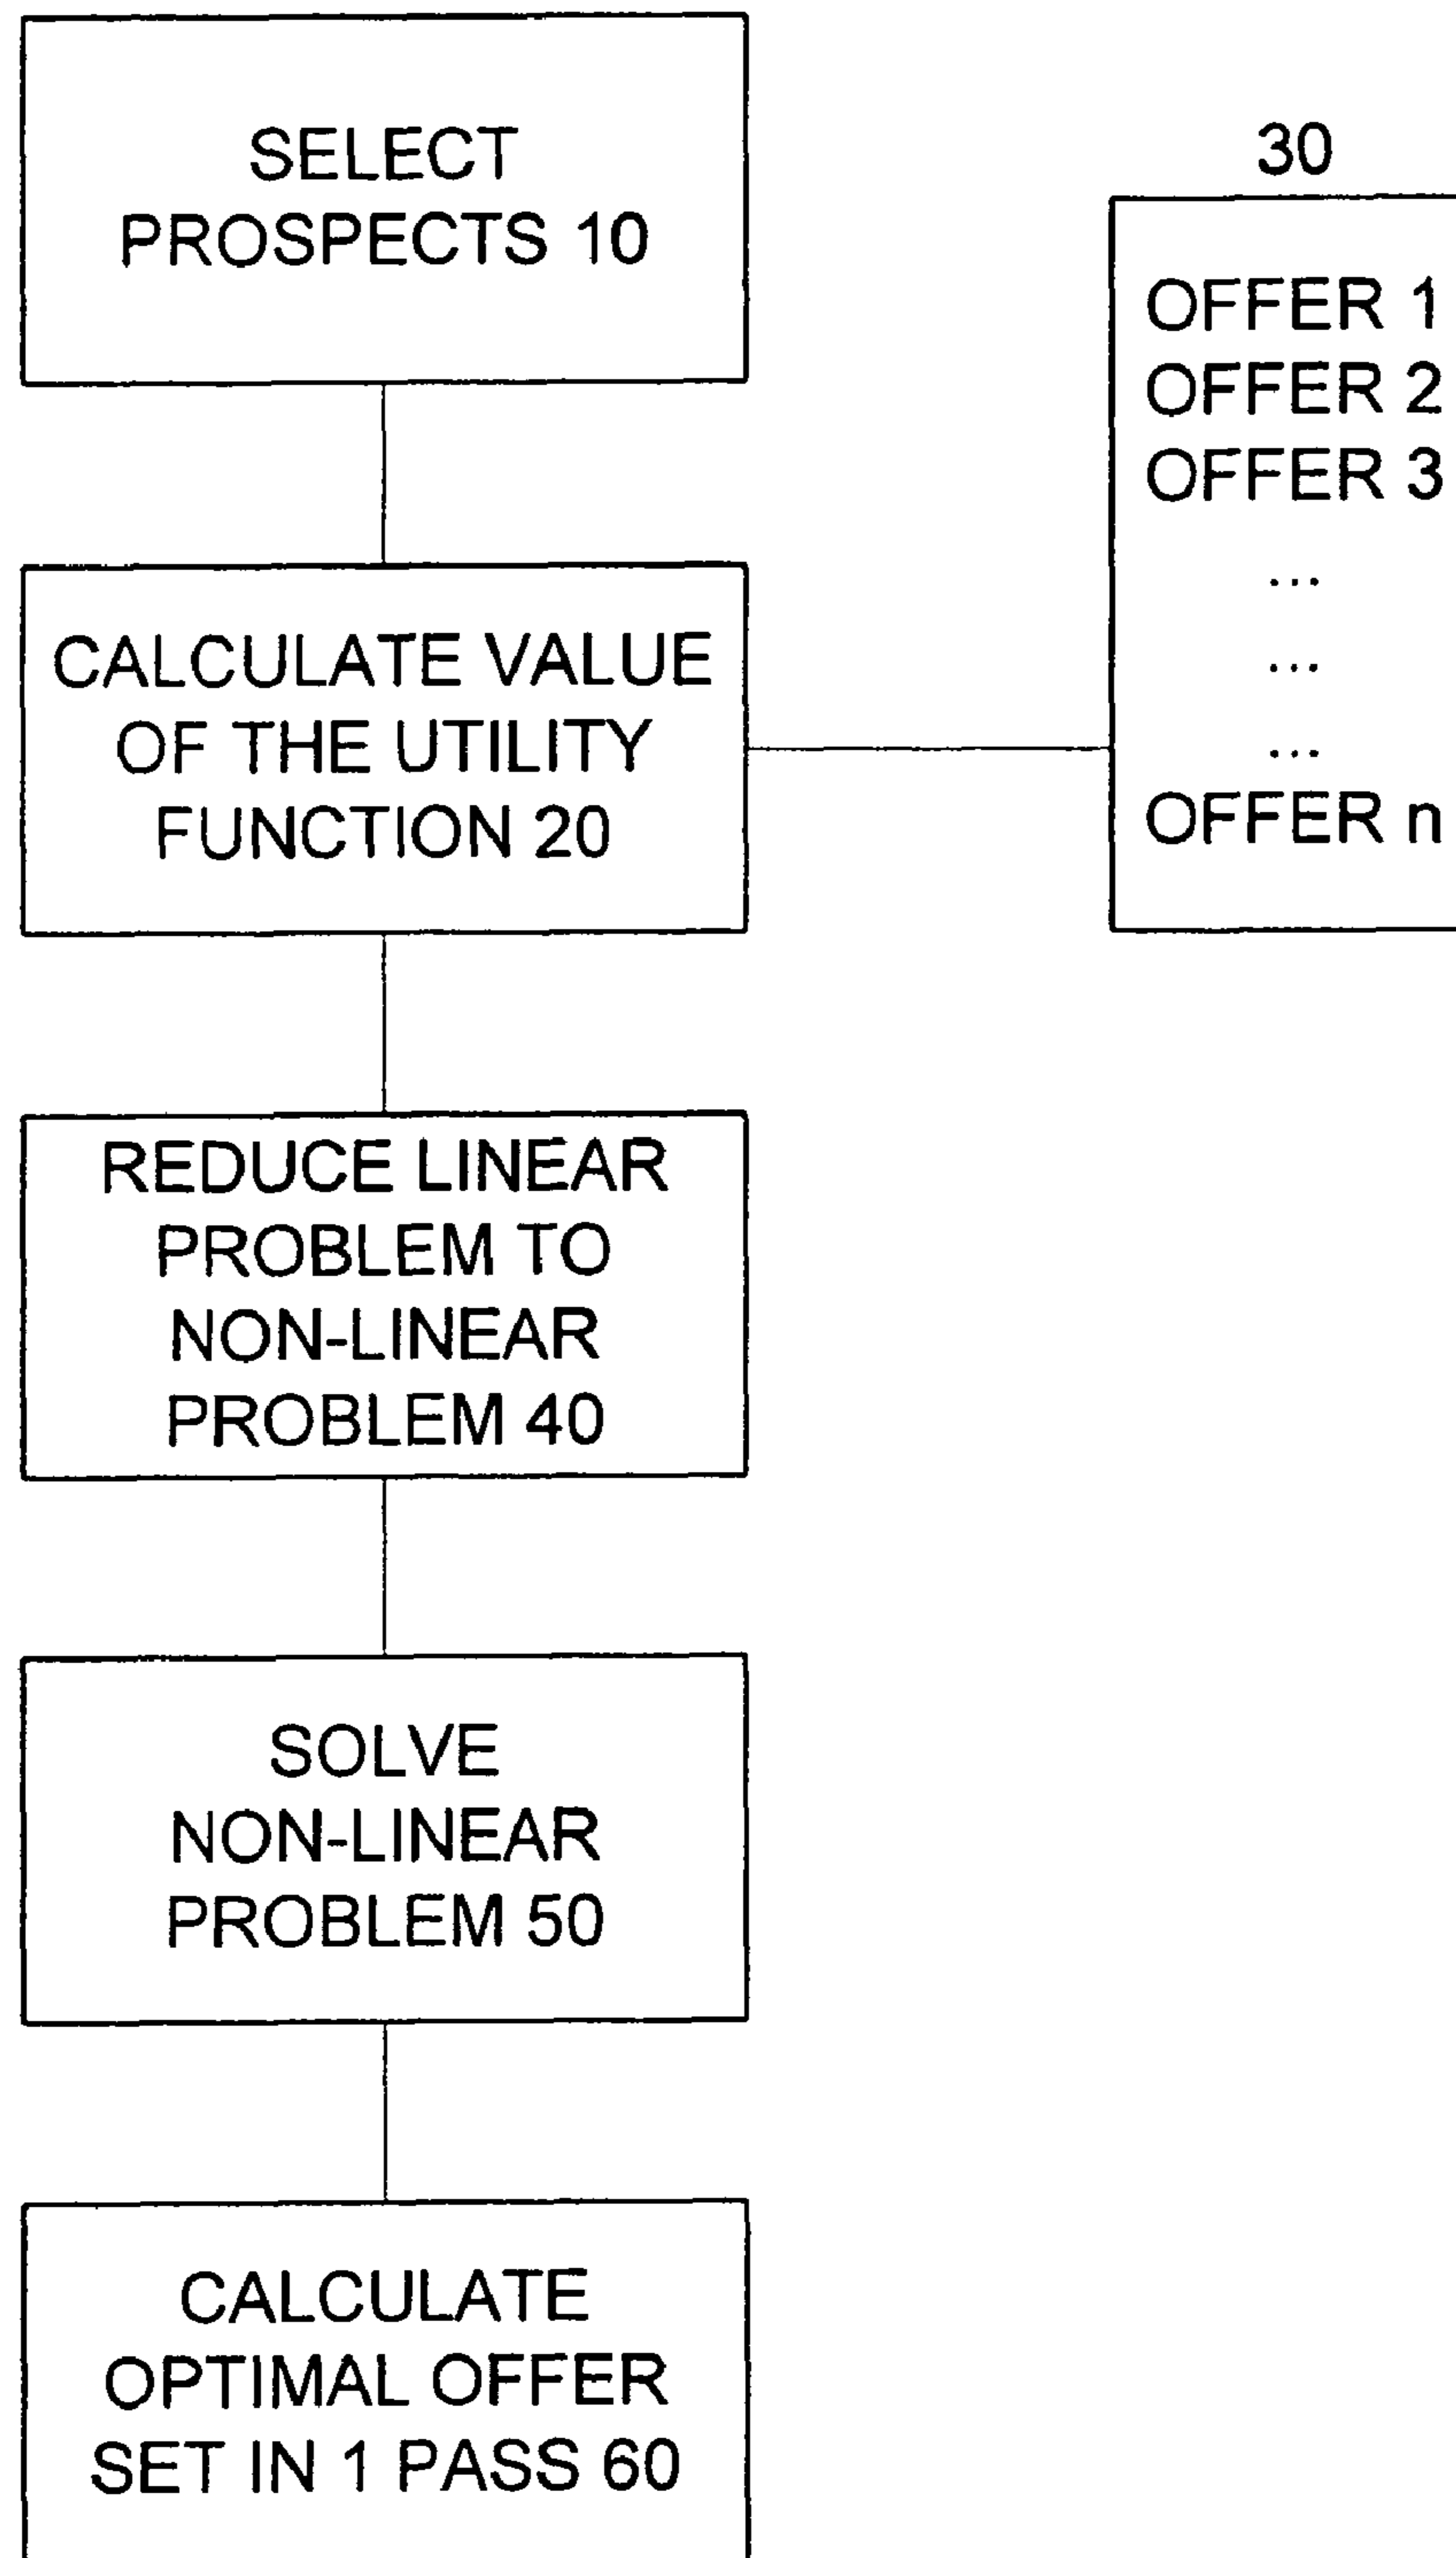 SELECT
PROSPECTS 10
30
OFFER 1
OFFER 2
OFFER 3
...
...
...
OFFER n
CALCULATE VALUE
OF THE UTILITY
FUNCTION 20
REDUCE LINEAR
PROBLEM TO
NON-LINEAR
PROBLEM 40
SOLVE
NON-LINEAR
PROBLEM 50
CALCULATE
OPTIMAL OFFER
SET IN 1 PASS 60